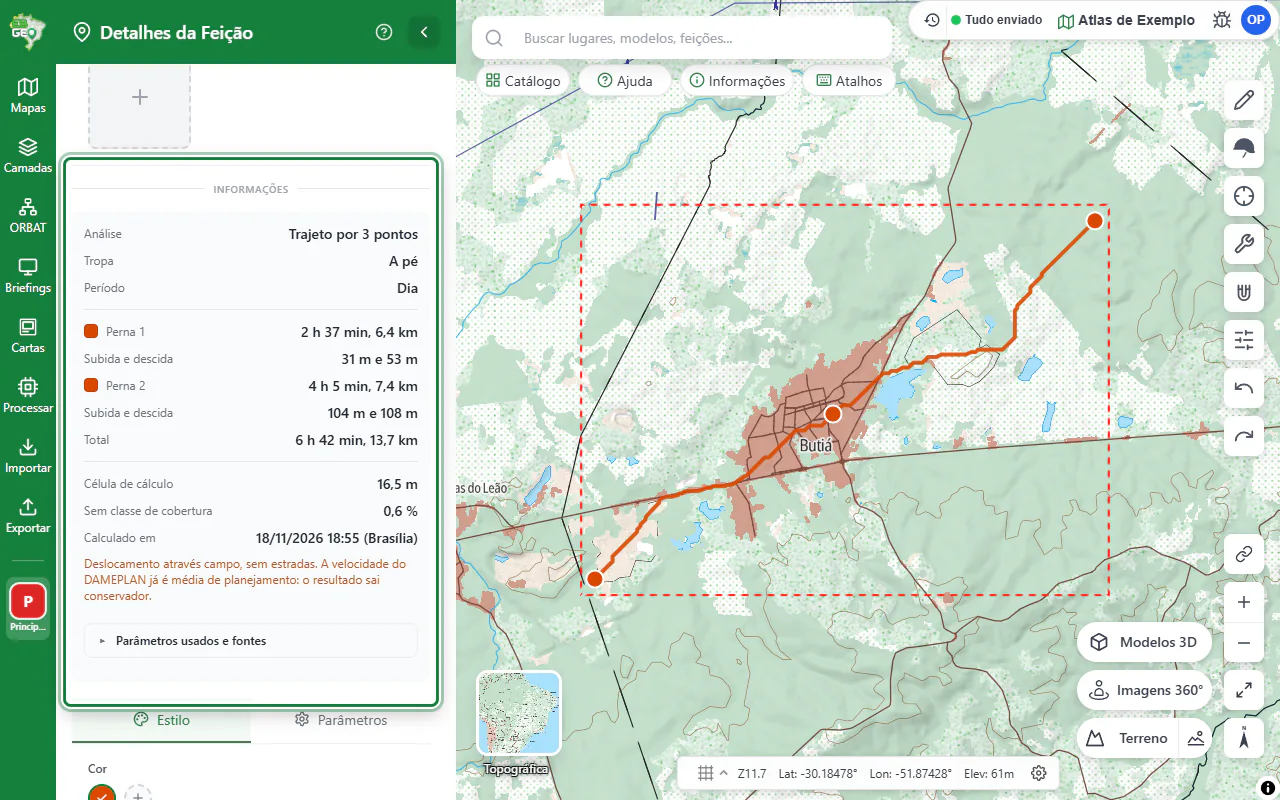 EB
GEO
Detalhes da Feição
Buscar lugares, modelos, feições...
Tudo enviado
Atlas de Exemplo
OP
Catálogo
Ajuda
Informações
Atalhos
Mapas
Camadas
ORBAT
Briefings
Cartas
Processar
Importar
Exportar
P
Princip...
INFORMAÇÕES
Análise Trajeto por 3 pontos
Tropa A pé
Período Dia
Perna 1 2 h 37 min, 6,4 km
Subida e descida 31 m e 53 m
Perna 2 4 h 5 min, 7,4 km
Subida e descida 104 m e 108 m
Total 6 h 42 min, 13,7 km
Célula de cálculo 16,5 m
Sem classe de cobertura 0,6 %
Calculado em 18/11/2026 18:55 (Brasília)
Deslocamento através campo, sem estradas. A velocidade do
DAMEPLAN já é média de planejamento: o resultado sai
conservador.
Parâmetros usados e fontes
Estilo
Parâmetros
Cor
Butiá
as do Leão
Topográfica
Modelos 3D
Imagens 360°
Terreno
N
Z11.7 Lat: -30.18478° Lon: -51.87428° Elev: 61m